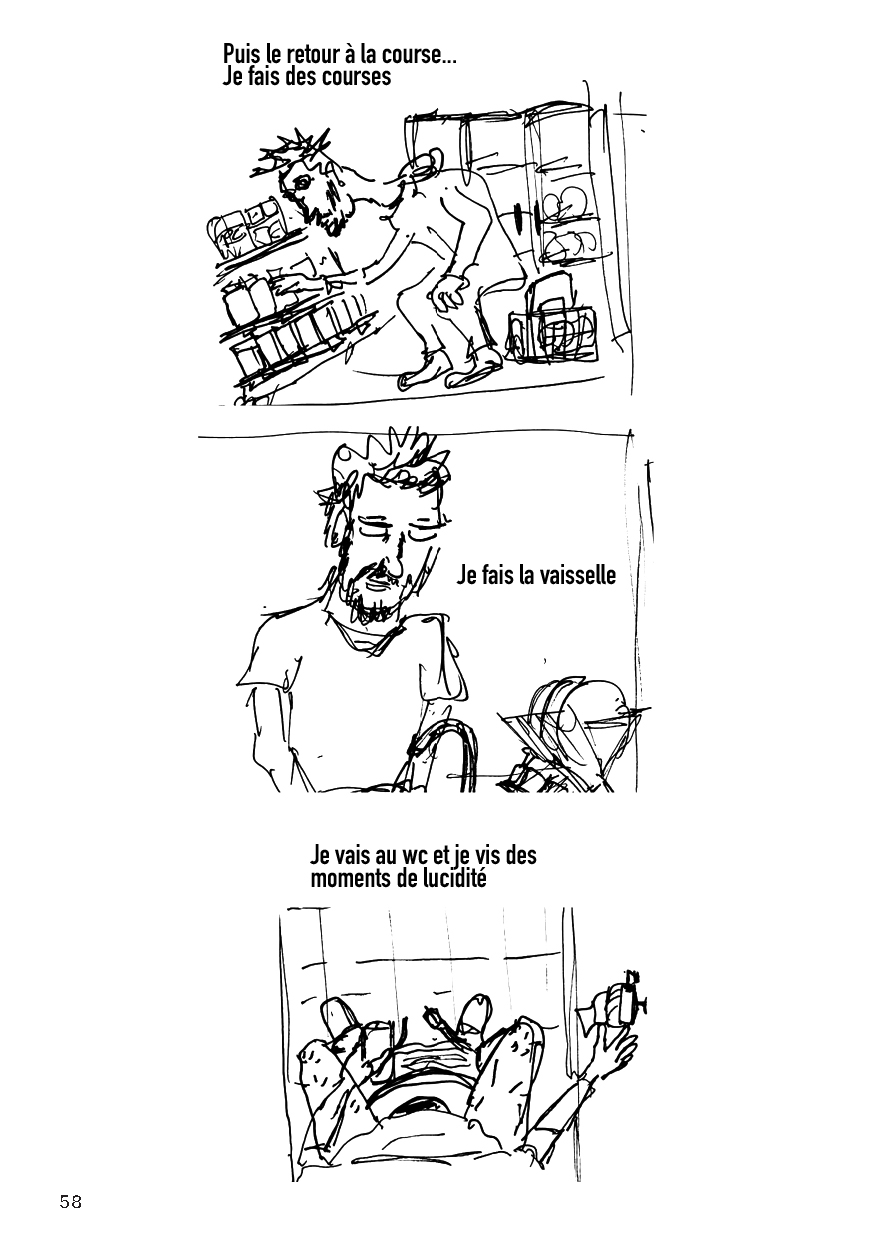 Puis le retour à la course...
Je fais des courses
Je fais la vaisselle
Je vais au wc et je vis des
moments de lucidité
58